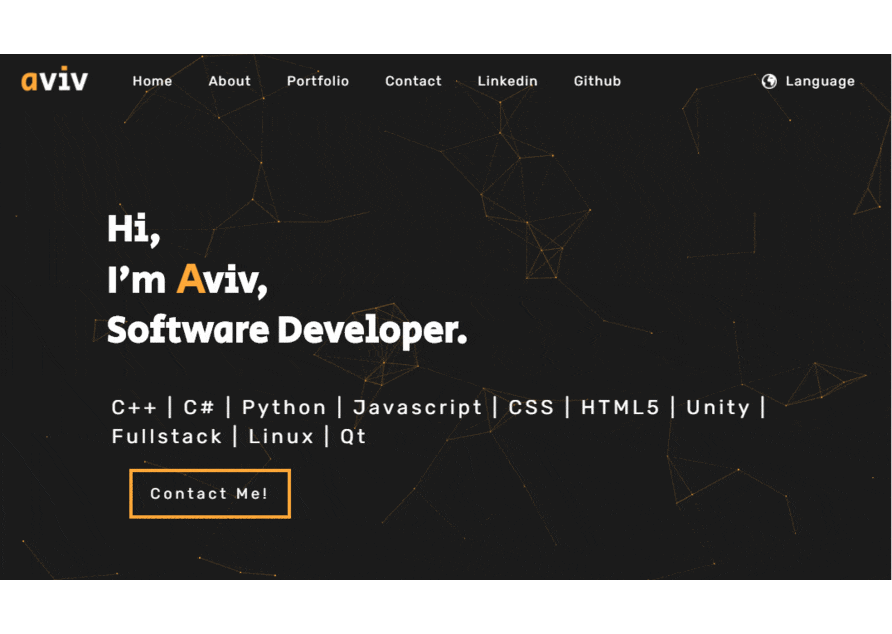 aviv Home About Portfolio Contact Linkedin Github Language
Hi,
I'm Aviv,
Software Developer.
C++ | C# | Python | Javascript | CSS | HTML5 | Unity |
Fullstack | Linux | Qt
Contact Me!